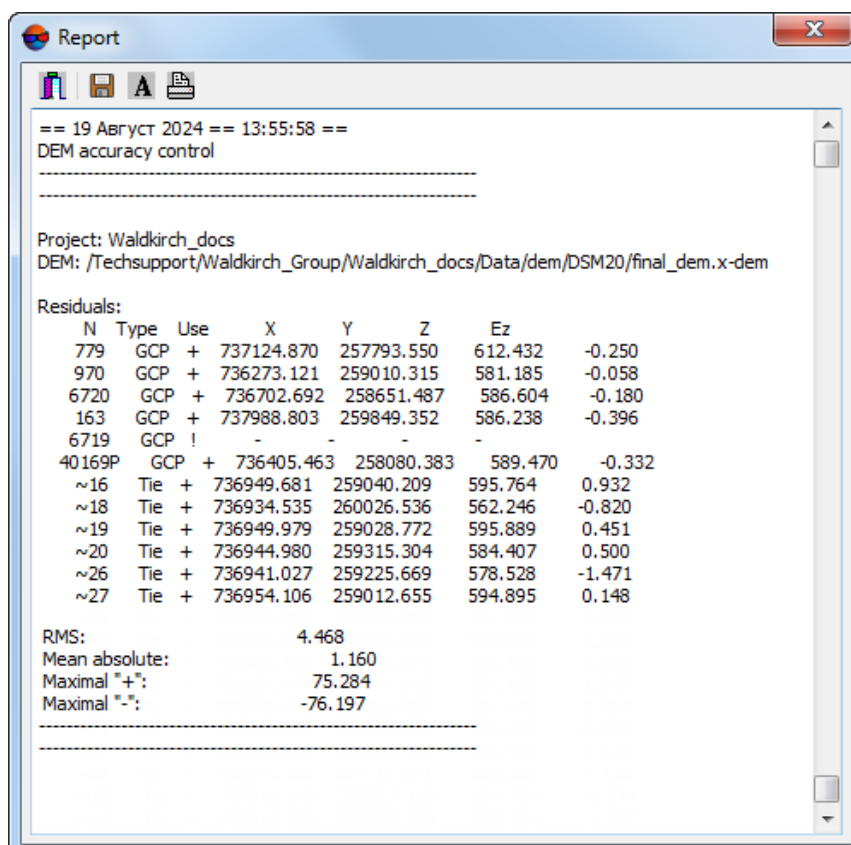 Report
== 19 Август 2024 == 13:55:58 ==
DEM accuracy control
----------------------------------------------------------------
----------------------------------------------------------------
Project: Waldkirch_docs
DEM: /Techsupport/Waldkirch_Group/Waldkirch_docs/Data/dem/DSM20/final_dem.x-dem
Residuals:
N Type Use X Y Z Ez
779 GCP + 737124.870 257793.550 612.432 -0.250
970 GCP + 736273.121 259010.315 581.185 -0.058
6720 GCP + 736702.692 258651.487 586.604 -0.180
163 GCP + 737988.803 259849.352 586.238 -0.396
6719 GCP ! - - - -
40169P GCP + 736405.463 258080.383 589.470 -0.332
~16 Tie + 736949.681 259040.209 595.764 0.932
~18 Tie + 736934.535 260026.536 562.246 -0.820
~19 Tie + 736949.979 259028.772 595.889 0.451
~20 Tie + 736944.980 259315.304 584.407 0.500
~26 Tie + 736941.027 259225.669 578.528 -1.471
~27 Tie + 736954.106 259012.655 594.895 0.148
RMS: 4.468
Mean absolute: 1.160
Maximal "+": 75.284
Maximal "-": -76.197
----------------------------------------------------------------
----------------------------------------------------------------